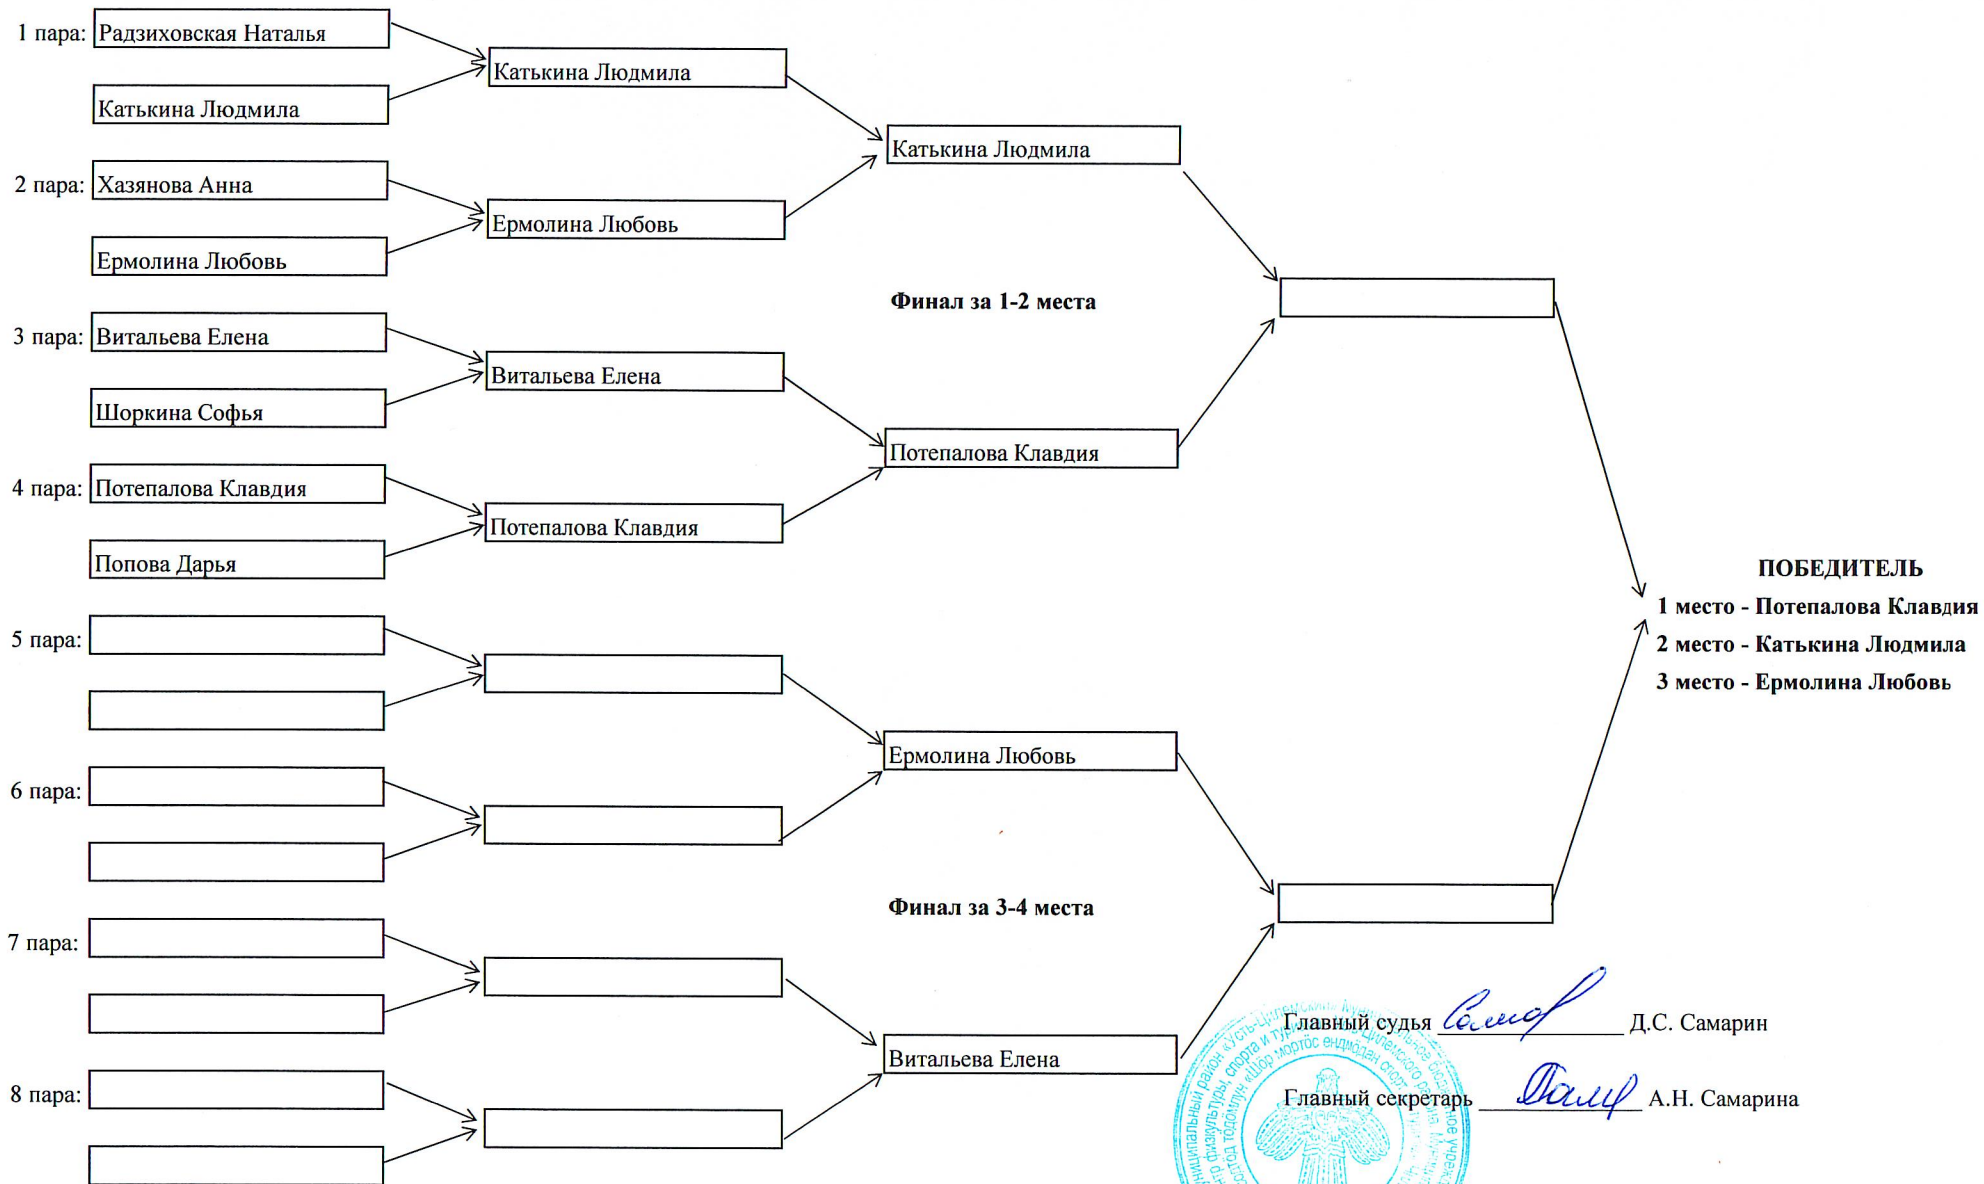 1 пара: Радзиховская Наталья
Катькина Людмила
Катькина Людмила
Катькина Людмила
2 пара: Хазянова Анна
Ермолина Любовь
Ермолина Любовь
Финал за 1-2 места
3 пара: Витальева Елена
Витальева Елена
Шоркина Софья
Потепалова Клавдия
4 пара: Потепалова Клавдия
Потепалова Клавдия
Попова Дарья
ПОБЕДИТЕЛЬ
1 место - Потепалова Клавдия
2 место - Катькина Людмила
3 место - Ермолина Любовь
5 пара:
Ермолина Любовь
6 пара:
Финал за 3-4 места
7 пара:
Главный судья Д.С. Самарин
Витальева Елена
8 пара:
Главный секретарь А.Н. Самарина